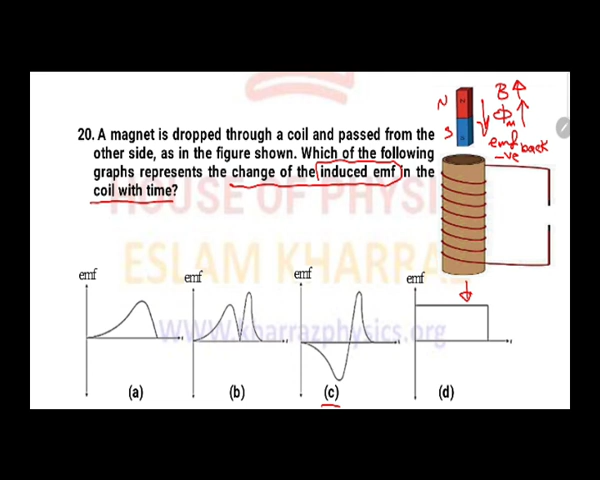 20. A magnet is dropped through a coil and passed from the
other side, as in the figure shown. Which of the following
graphs represents the change of the induced emf in the
coil with time?
N
S
B
Φm
emf back
-ve
HOUSE OF PHYSI
ESLAM KHARRAZ
www.kharrazphysics.org
emf
emf
emf
emf
(a)
(b)
(c)
(d)